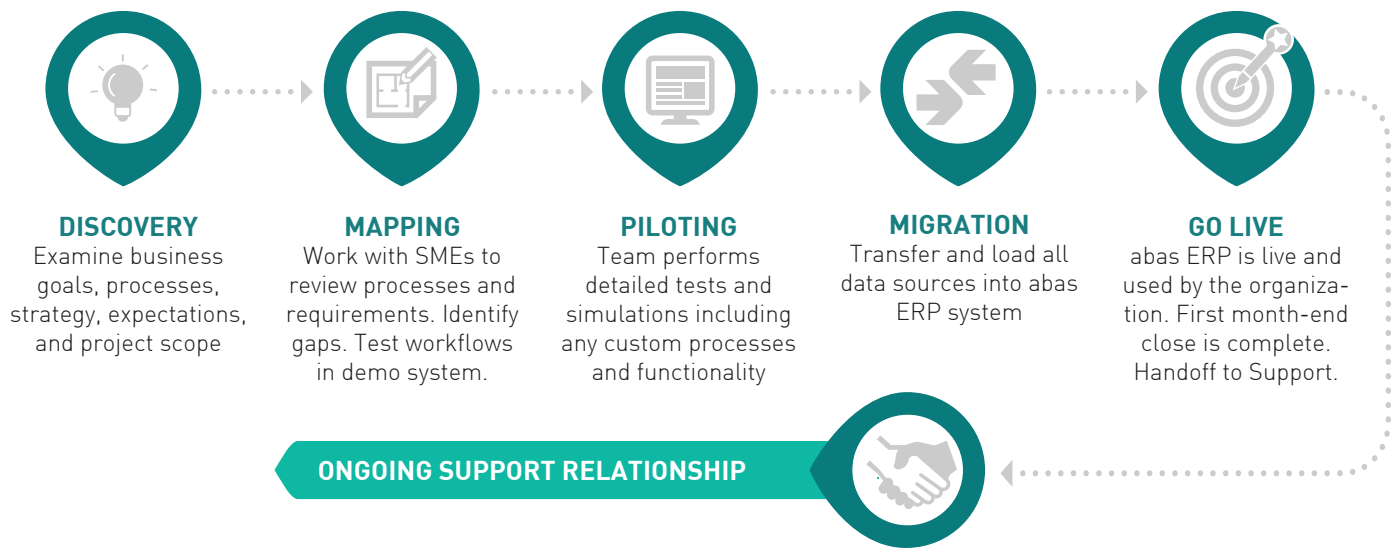 DISCOVERY
Examine business
goals, processes,
strategy, expectations,
and project scope
MAPPING
Work with SMEs to
review processes and
requirements. Identify
gaps. Test workflows
in demo system.
PILOTING
Team performs
detailed tests and
simulations including
any custom processes
and functionality
MIGRATION
Transfer and load all
data sources into abas
ERP system
GO LIVE
abas ERP is live and
used by the organiza-
tion. First month-end
close is complete.
Handoff to Support.
ONGOING SUPPORT RELATIONSHIP